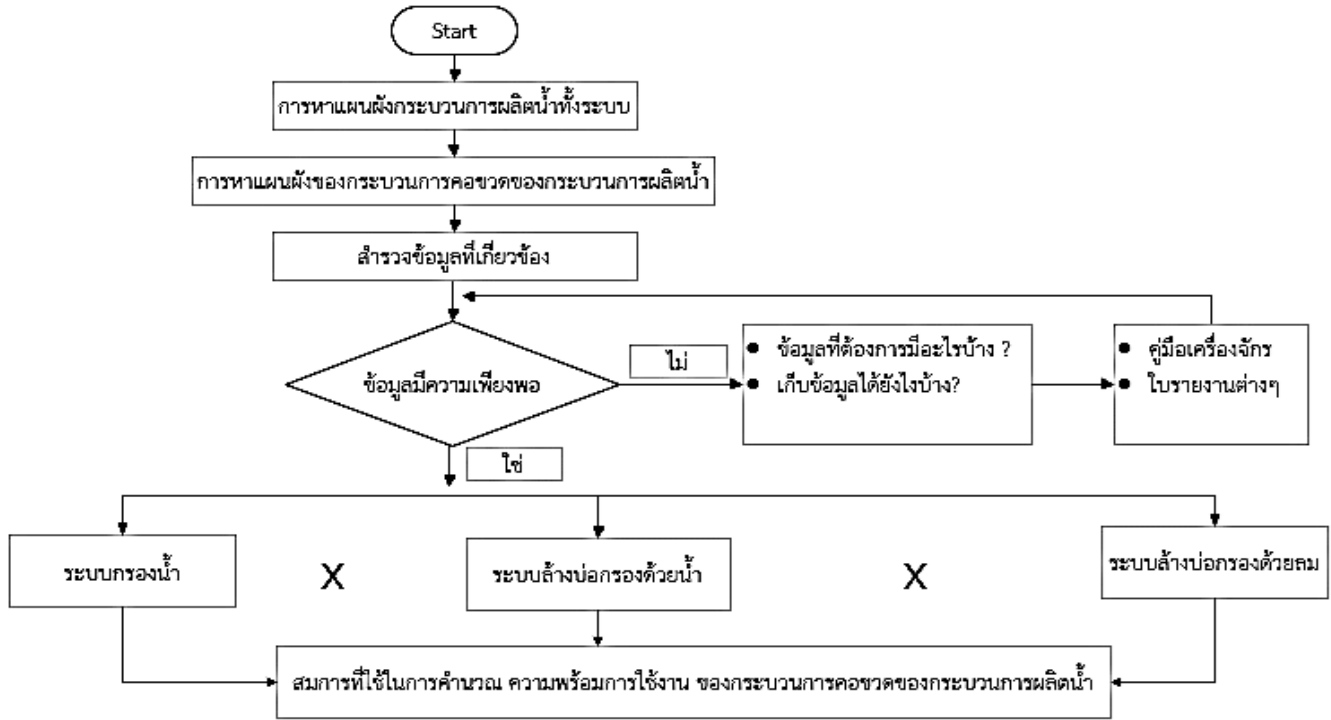 Start
การหาแผนผังกระบวนการผลิตน้ำทั้งระบบ
การหาแผนผังของกระบวนการคอขวดของกระบวนการผลิตน้ำ
สำรวจข้อมูลที่เกี่ยวข้อง
ข้อมูลมีความเพียงพอ
ไม่
● ข้อมูลที่ต้องการมีอะไรบ้าง ?
● เก็บข้อมูลได้ยังไงบ้าง?
● คู่มือเครื่องจักร
● ใบรายงานต่างๆ
ใช่
ระบบกรองน้ำ
X
ระบบล้างบ่อกรองด้วยน้ำ
X
ระบบล้างบ่อกรองด้วยลม
สมการที่ใช้ในการคำนวณ ความพร้อมการใช้งาน ของกระบวนการคอขวดของกระบวนการผลิตน้ำ